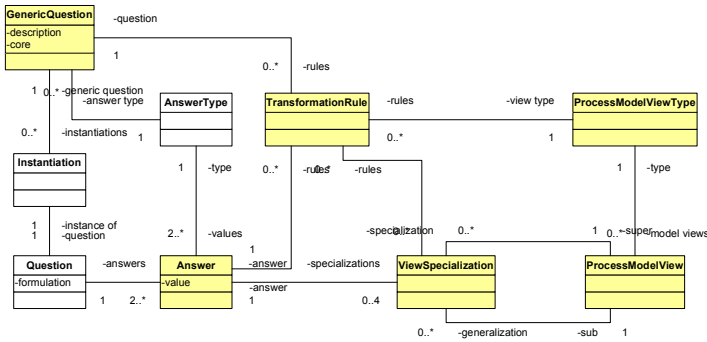 GenericQuestion
-question
-description
-core
1
0..*
-rules
1
0..*
-generic question
-answer type
AnswerType
TransformationRule
-rules
-view type
ProcessModelViewType
0..*
-instantiations
1
0..*
1
Instantiation
1
-type
0..*
-rules
0..*
-rules
1
-type
1
-instance of
1
-question
2..*
-values
1
-specialization
0..*
0..*
1
-super
0..*
-model views
Question
-answers
Answer
-answer
-specializations
ViewSpecialization
ProcessModelView
-formulation
-value
-answer
1
2..*
1
0..4
0..*
-generalization
-sub
1